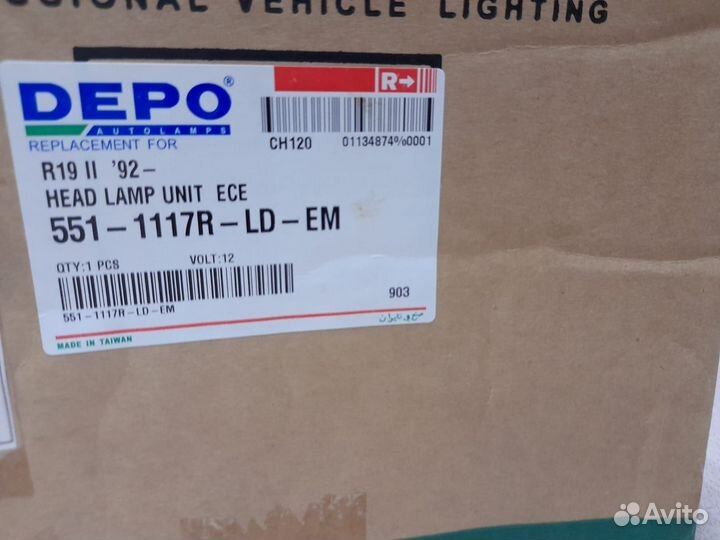 VEHICLE LIGHTING
DEPO®
AUTOLAMPS
R→
REPLACEMENT FOR
CH120 01134874%0001
R19 II '92-
HEAD LAMP UNIT ECE
551-1117R-LD-EM
QTY:1 PCS VOLT:12
551-1117R-LD-EM
903
MADE IN TAIWAN
Avito